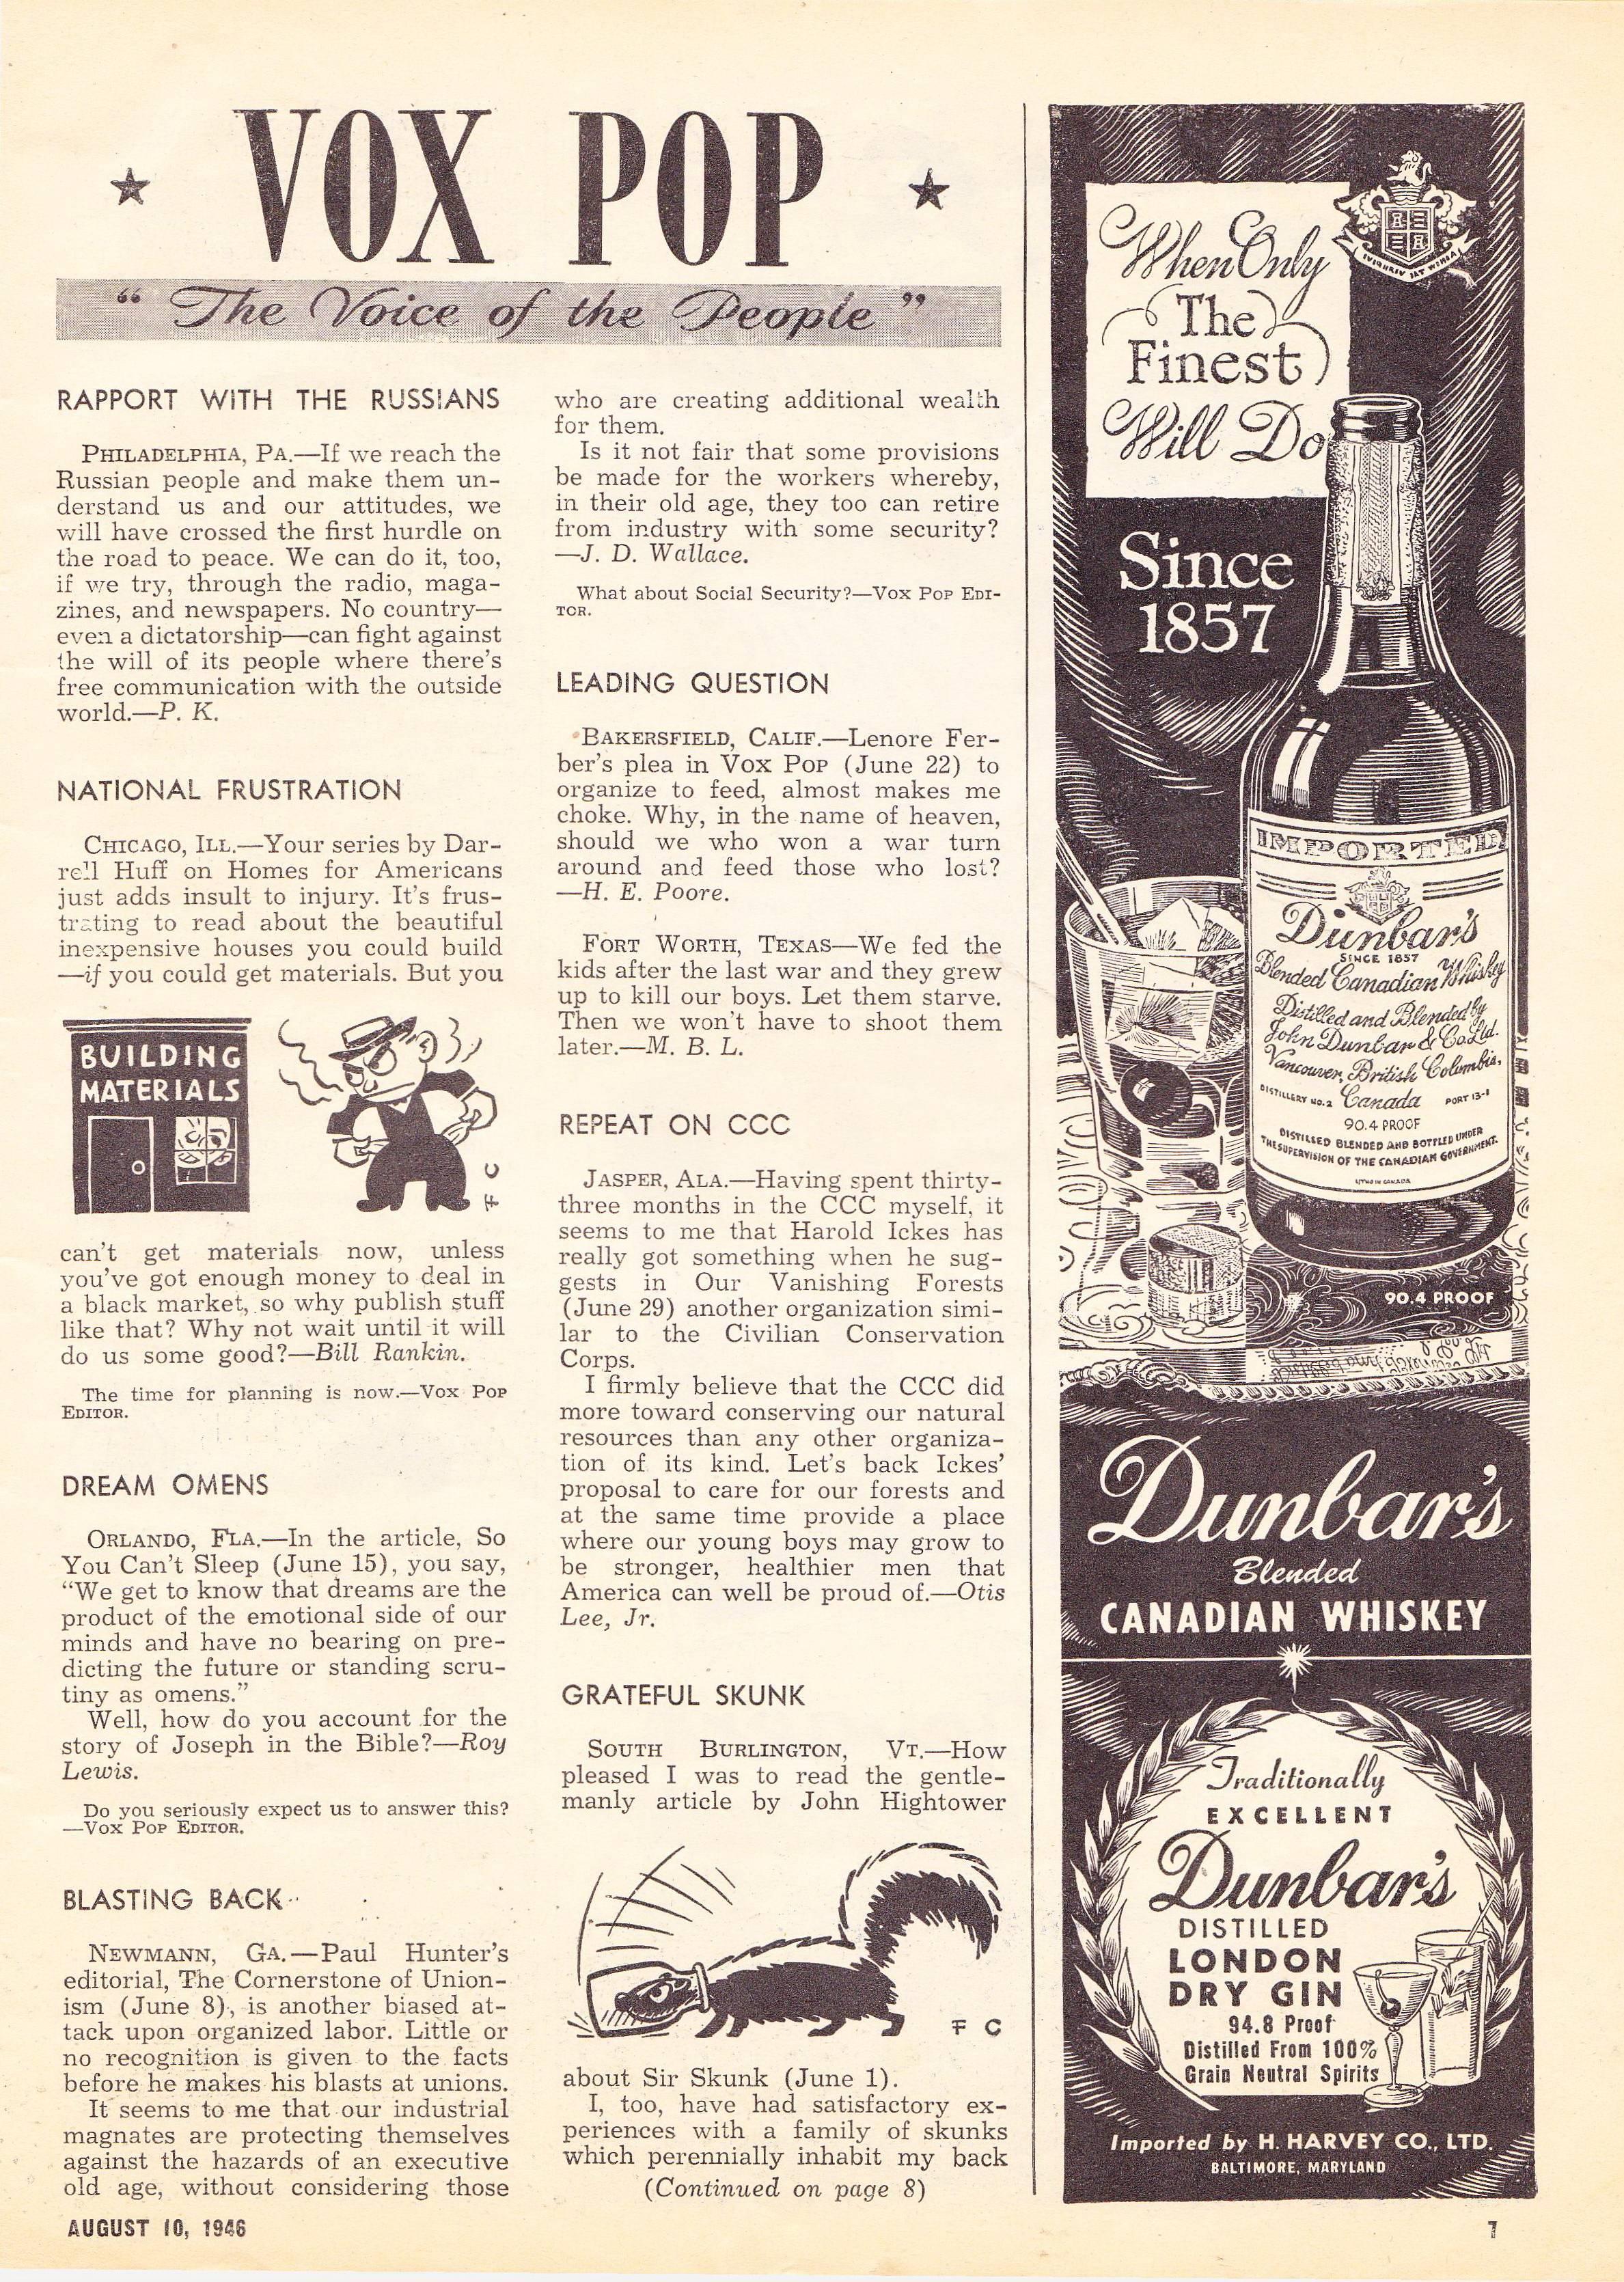 VOX POP
"The Voice of the People"
RAPPORT WITH THE RUSSIANS
PHILADELPHIA, PA.—If we reach the
Russian people and make them un-
derstand us and our attitudes, we
will have crossed the first hurdle on
the road to peace. We can do it, too,
if we try, through the radio, maga-
zines, and newspapers. No country—
even a dictatorship—can fight against
the will of its people where there's
free communication with the outside
world.—P. K.
NATIONAL FRUSTRATION
CHICAGO, ILL.—Your series by Dar-
rell Huff on Homes for Americans
just adds insult to injury. It's frus-
trating to read about the beautiful
inexpensive houses you could build
—if you could get materials. But you
BUILDING
MATERIALS
F C
can't get materials now, unless
you've got enough money to deal in
a black market, so why publish stuff
like that? Why not wait until it will
do us some good?—Bill Rankin.
The time for planning is now.—VOX POP
EDITOR.
DREAM OMENS
ORLANDO, FLA.—In the article, So
You Can't Sleep (June 15), you say,
"We get to know that dreams are the
product of the emotional side of our
minds and have no bearing on pre-
dicting the future or standing scru-
tiny as omens."
Well, how do you account for the
story of Joseph in the Bible?—Roy
Lewis.
Do you seriously expect us to answer this?
—VOX POP EDITOR.
BLASTING BACK
NEWMANN, GA.—Paul Hunter's
editorial, The Cornerstone of Union-
ism (June 8), is another biased at-
tack upon organized labor. Little or
no recognition is given to the facts
before he makes his blasts at unions.
It seems to me that our industrial
magnates are protecting themselves
against the hazards of an executive
old age, without considering those
who are creating additional wealth
for them.
Is it not fair that some provisions
be made for the workers whereby,
in their old age, they too can retire
from industry with some security?
—J. D. Wallace.
What about Social Security?—VOX POP EDI-
TOR.
LEADING QUESTION
BAKERSFIELD, CALIF.—Lenore Fer-
ber's plea in VOX POP (June 22) to
organize to feed, almost makes me
choke. Why, in the name of heaven,
should we who won a war turn
around and feed those who lost?
—H. E. Poore.
FORT WORTH, TEXAS—We fed the
kids after the last war and they grew
up to kill our boys. Let them starve.
Then we won't have to shoot them
later.—M. B. L.
REPEAT ON CCC
JASPER, ALA.—Having spent thirty-
three months in the CCC myself, it
seems to me that Harold Ickes has
really got something when he sug-
gests in Our Vanishing Forests
(June 29) another organization simi-
lar to the Civilian Conservation
Corps.
I firmly believe that the CCC did
more toward conserving our natural
resources than any other organiza-
tion of its kind. Let's back Ickes'
proposal to care for our forests and
at the same time provide a place
where our young boys may grow to
be stronger, healthier men that
America can well be proud of.—Otis
Lee, Jr.
GRATEFUL SKUNK
SOUTH BURLINGTON, VT.—How
pleased I was to read the gentle-
manly article by John Hightower
F C
about Sir Skunk (June 1).
I, too, have had satisfactory ex-
periences with a family of skunks
which perennially inhabit my back
(Continued on page 8)
When Only
The
Finest
Will Do
Since
1857
IMPORTED
Dunbar's
SINCE 1857
Blended Canadian Whiskey
Distilled and Blended by
John Dunbar & Co. Ltd.
Vancouver, British Columbia,
DISTILLERY NO. 2 Canada PORT 13-1
90.4 PROOF
DISTILLED BLENDED AND BOTTLED UNDER
THE SUPERVISION OF THE CANADIAN GOVERNMENT.
LITHO IN CANADA
90.4 PROOF
Dunbar's
Blended
CANADIAN WHISKEY
Traditionally
EXCELLENT
Dunbar's
DISTILLED
LONDON
DRY GIN
94.8 Proof
Distilled From 100%
Grain Neutral Spirits
Imported by H. HARVEY CO., LTD.
BALTIMORE, MARYLAND
AUGUST 10, 1946
7